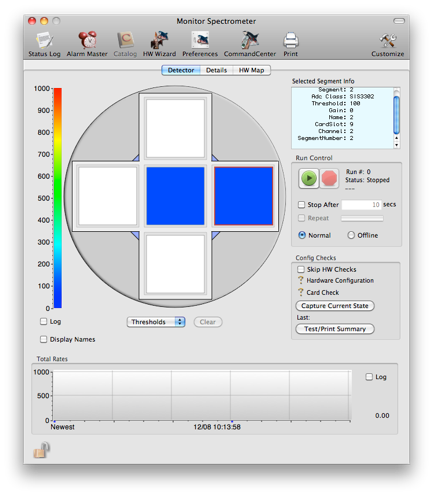 Monitor Spectrometer
Status Log Alarm Master Catalog HW Wizard Preferences CommandCenter Print Customize
Detector Details HW Map
Selected Segment Info
Segment: 2
Adc Class: SIS3302
Threshold: 100
Gain: 0
Name: 2
CardSlot: 9
Channel: 2
SegmentNumber: 2
1000
900
800
700
600
500
400
300
200
100
0
Run Control
Run #: 0
Status: Stopped
---
Stop After 10 secs
Repeat
Normal Offline
Config Checks
Skip HW Checks
? Hardware Configuration
? Card Check
Capture Current State
Last:
Test/Print Summary
Log
Thresholds Clear
Display Names
Total Rates
1000
500
0
Newest 12/08 10:13:58
Log
0.00